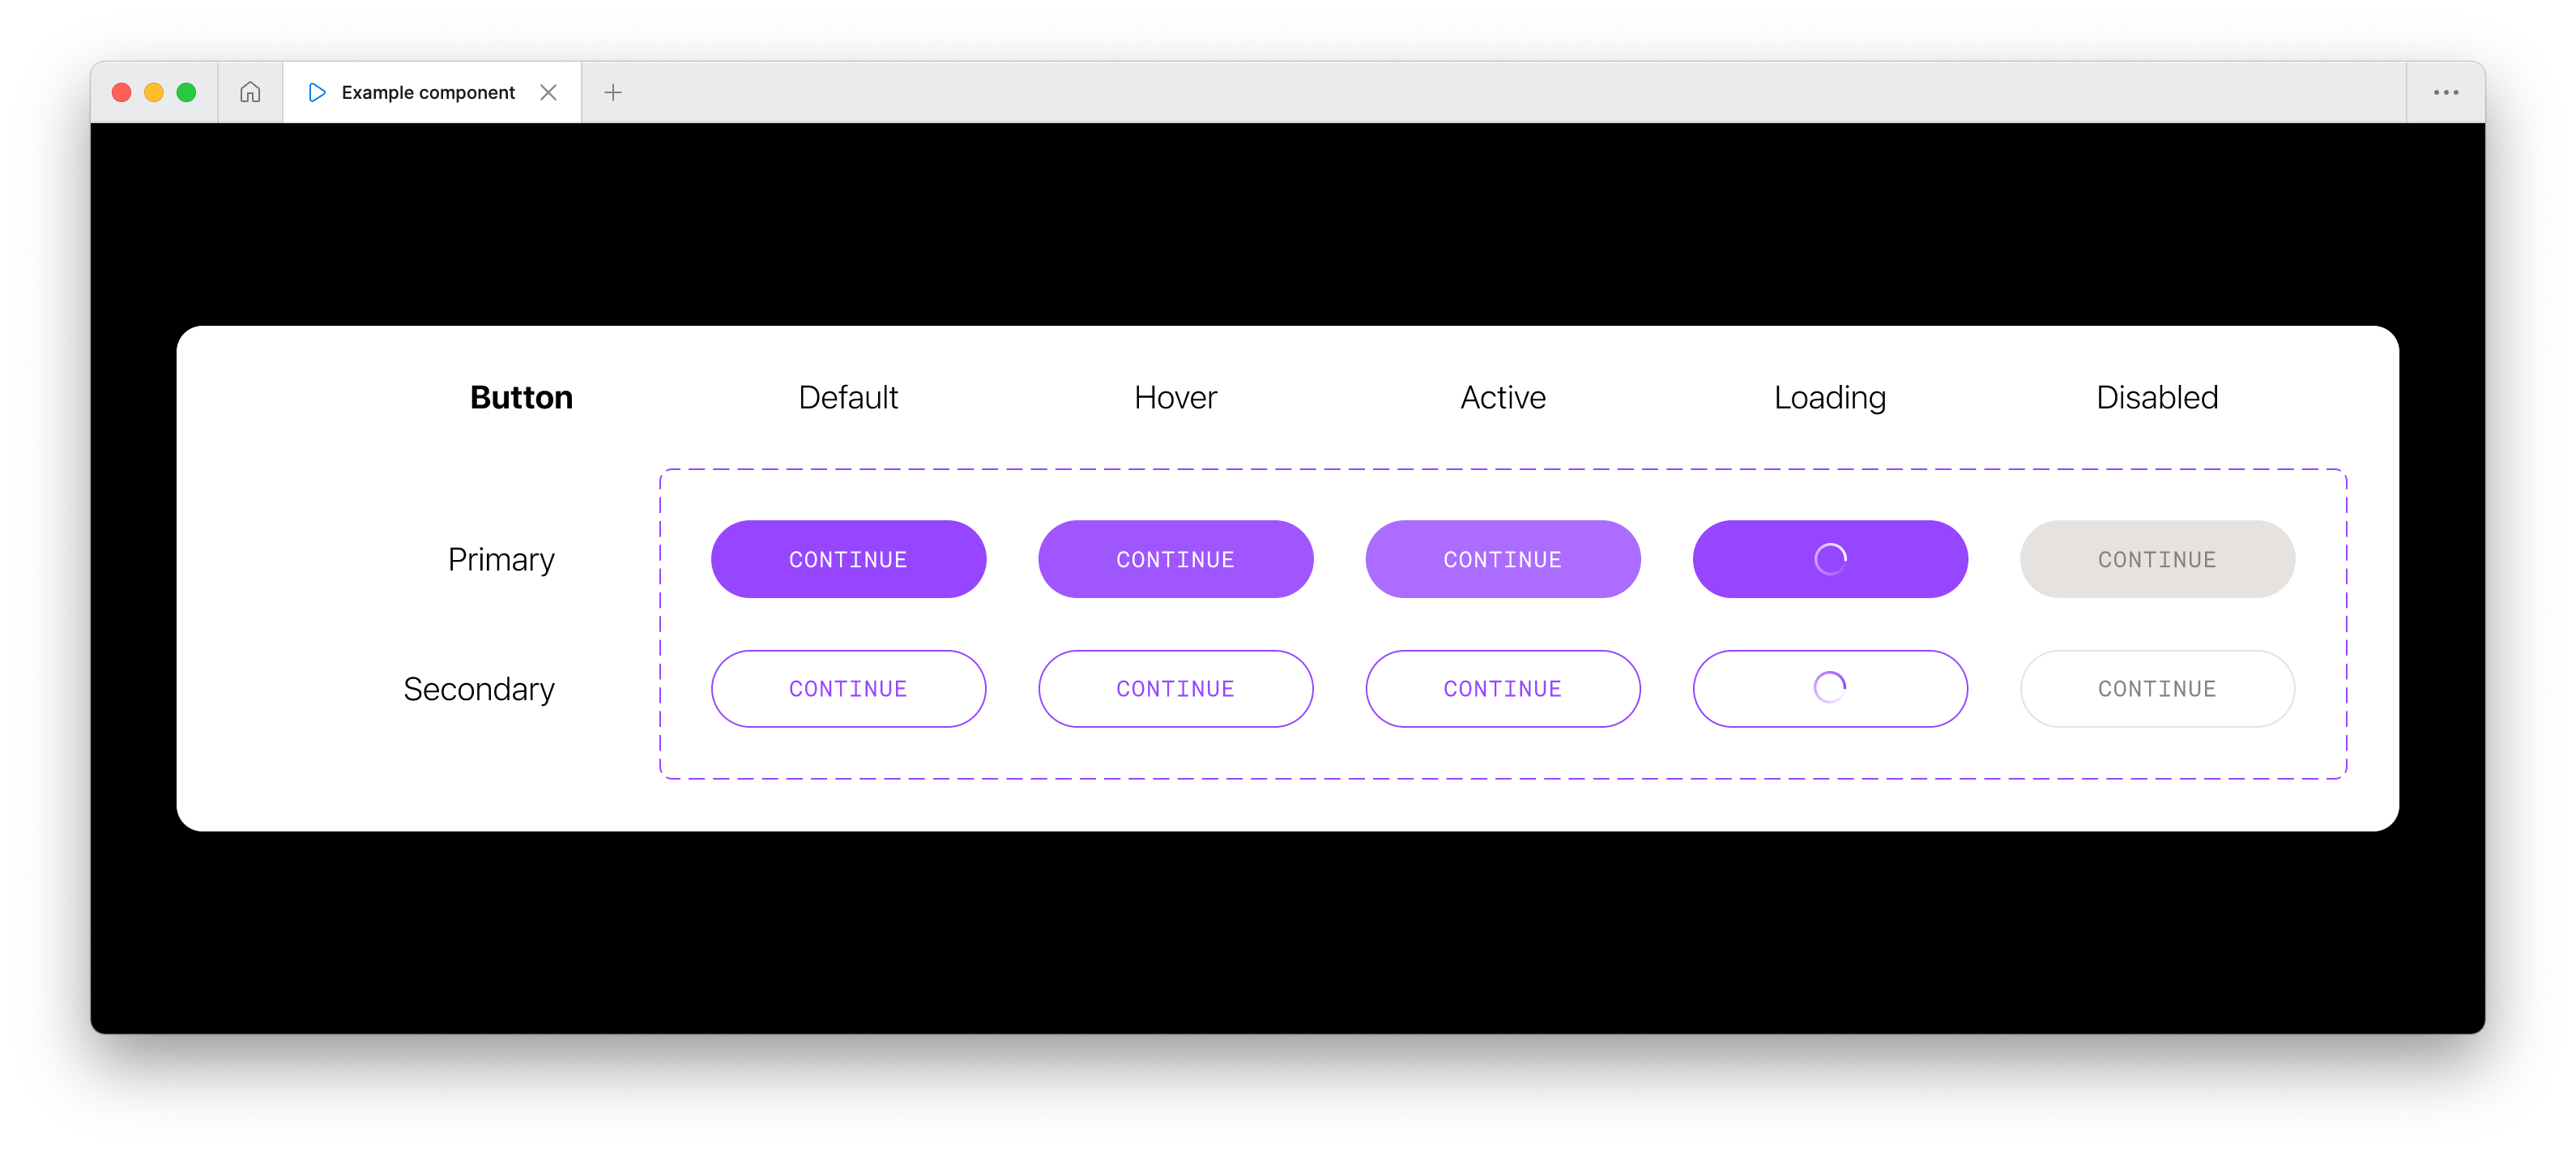 Example component
Button Default Hover Active Loading Disabled
Primary CONTINUE CONTINUE CONTINUE CONTINUE
Secondary CONTINUE CONTINUE CONTINUE CONTINUE